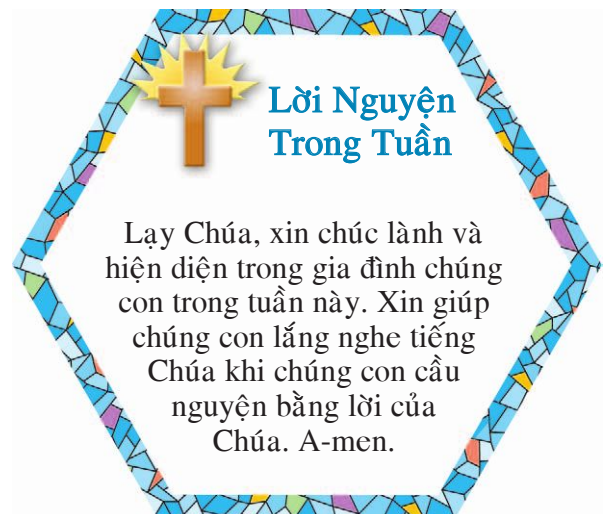 Lời Nguyện
Trong Tuần
Lạy Chúa, xin chúc lành và
hiện diện trong gia đình chúng
con trong tuần này. Xin giúp
chúng con lắng nghe tiếng
Chúa khi chúng con cầu
nguyện bằng lời của
Chúa. A-men.